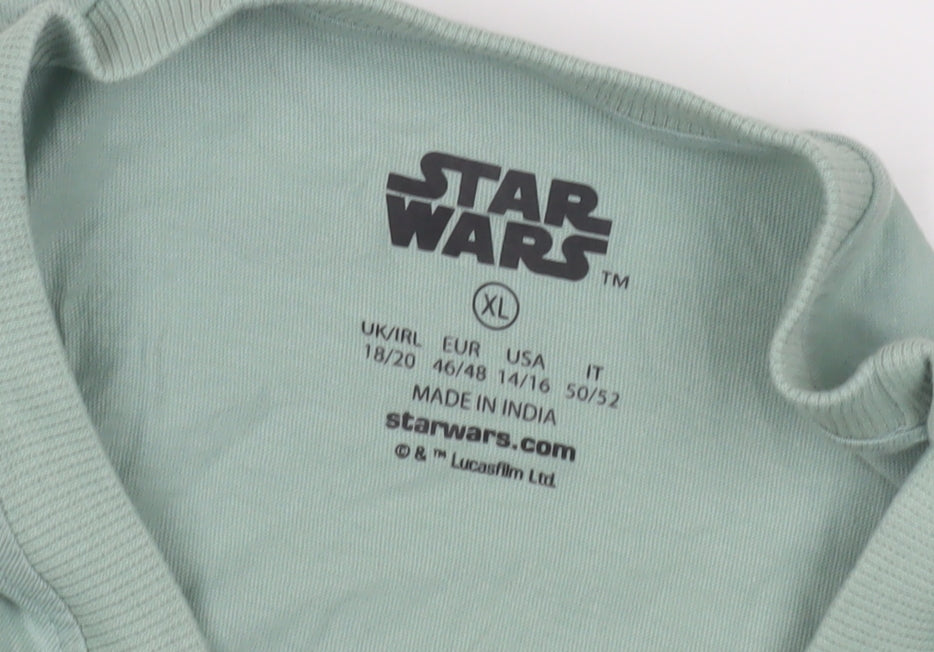 STAR
WARS
TM
XL
UK/IRL EUR USA IT
18/20 46/48 14/16 50/52
MADE IN INDIA
starwars.com
© & ™ Lucasfilm Ltd.